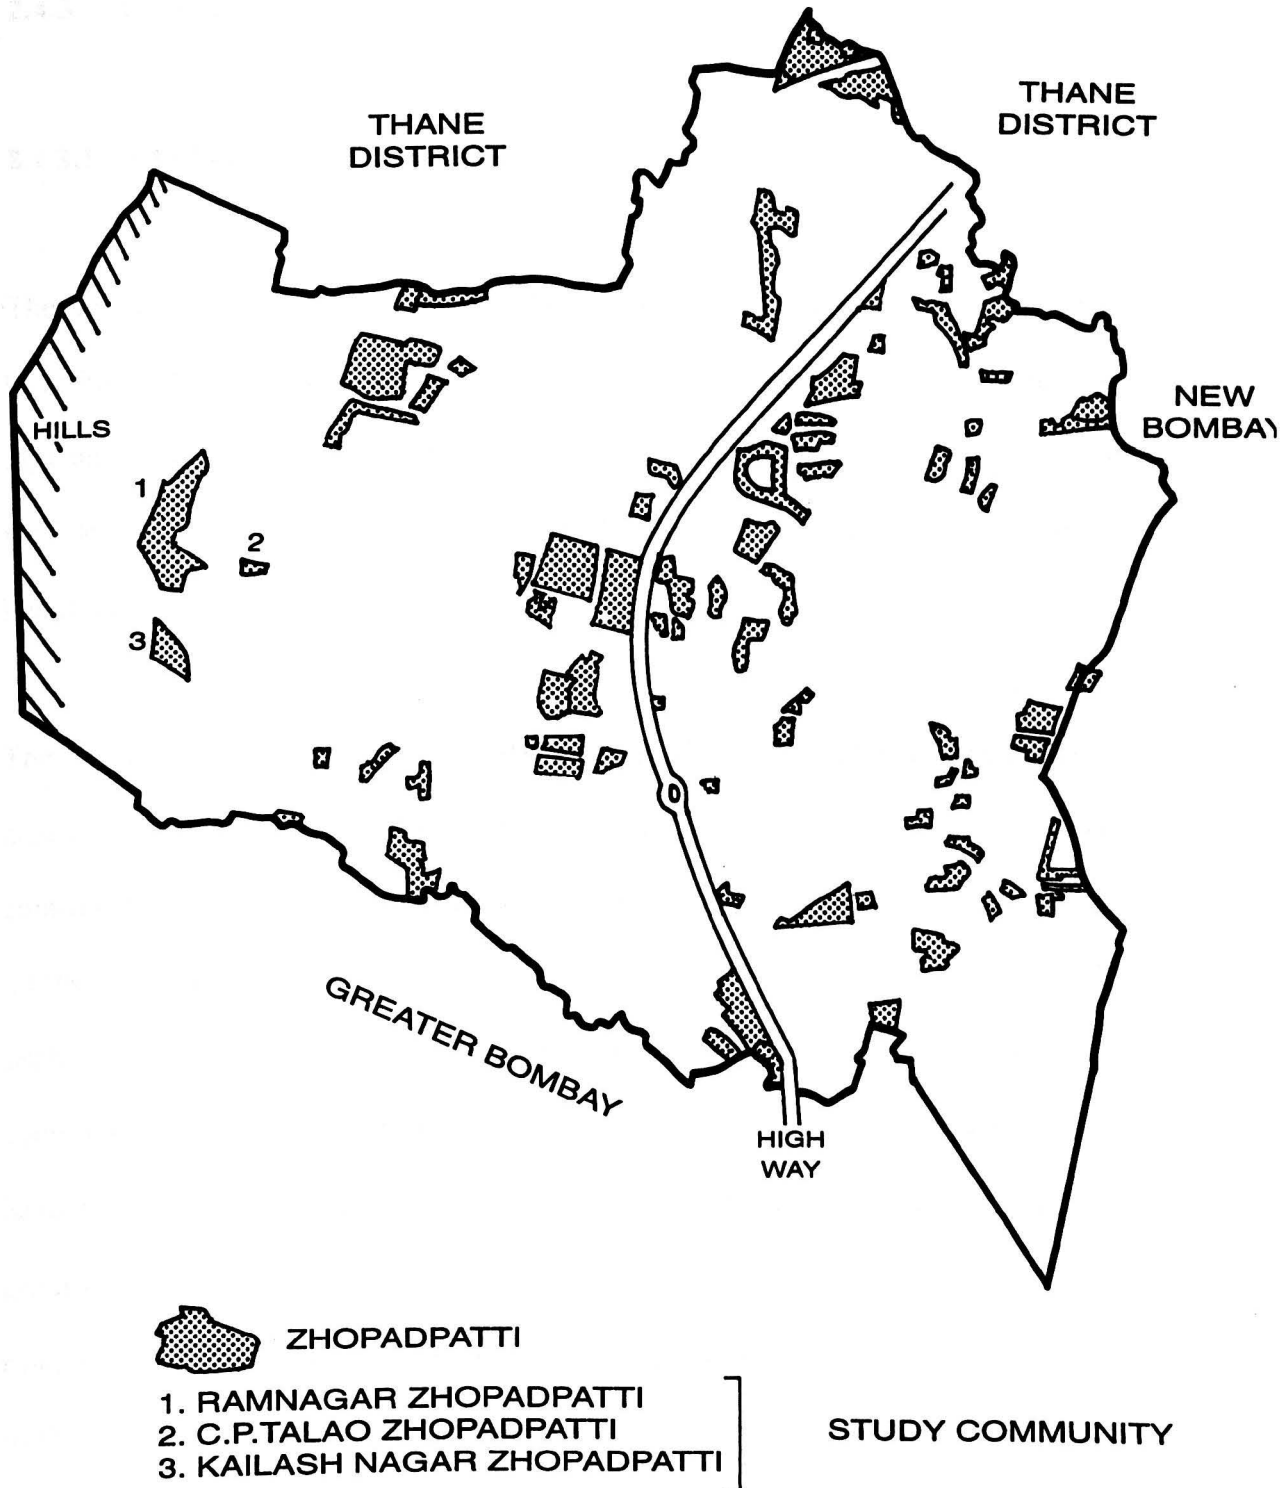 THANE
DISTRICT
THANE
DISTRICT
NEW
BOMBAY
HILLS
1
2
3
GREATER BOMBAY
HIGH
WAY
ZHOPADPATTI
1. RAMNAGAR ZHOPADPATTI
2. C.P.TALAO ZHOPADPATTI
3. KAILASH NAGAR ZHOPADPATTI
STUDY COMMUNITY